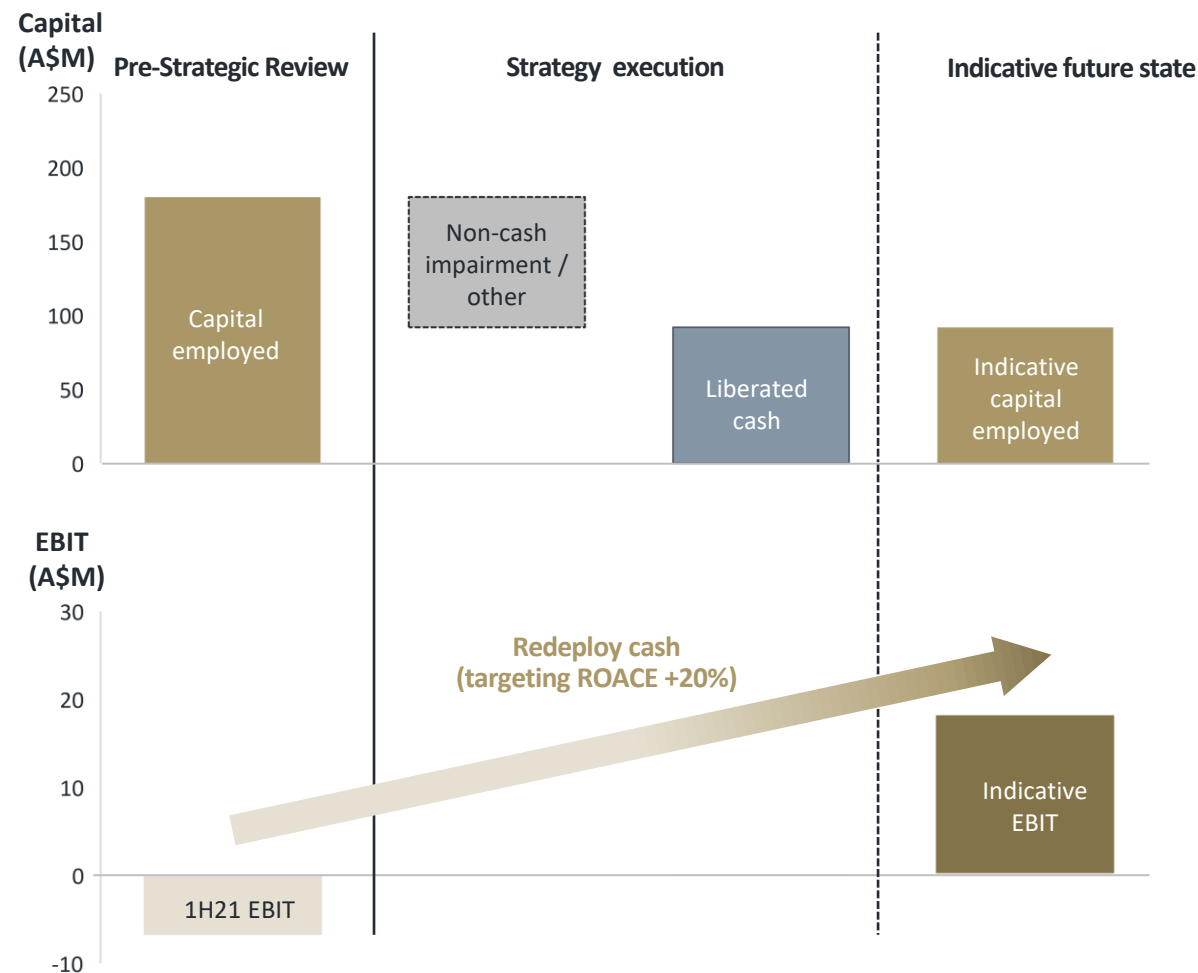 Capital
(A$M)
Pre-Strategic Review
Strategy execution
Indicative future state
250
200
150
100
50
0
Capital
employed
Non-cash
impairment /
other
Liberated
cash
Indicative
capital
employed
EBIT
(A$M)
30
20
10
0
-10
Redeploy cash
(targeting ROACE +20%)
1H21 EBIT
Indicative
EBIT